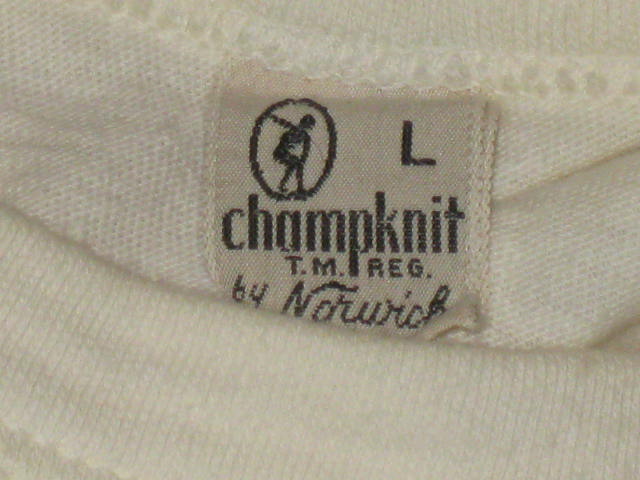 L
champknit
T.M. REG.
by Norwich